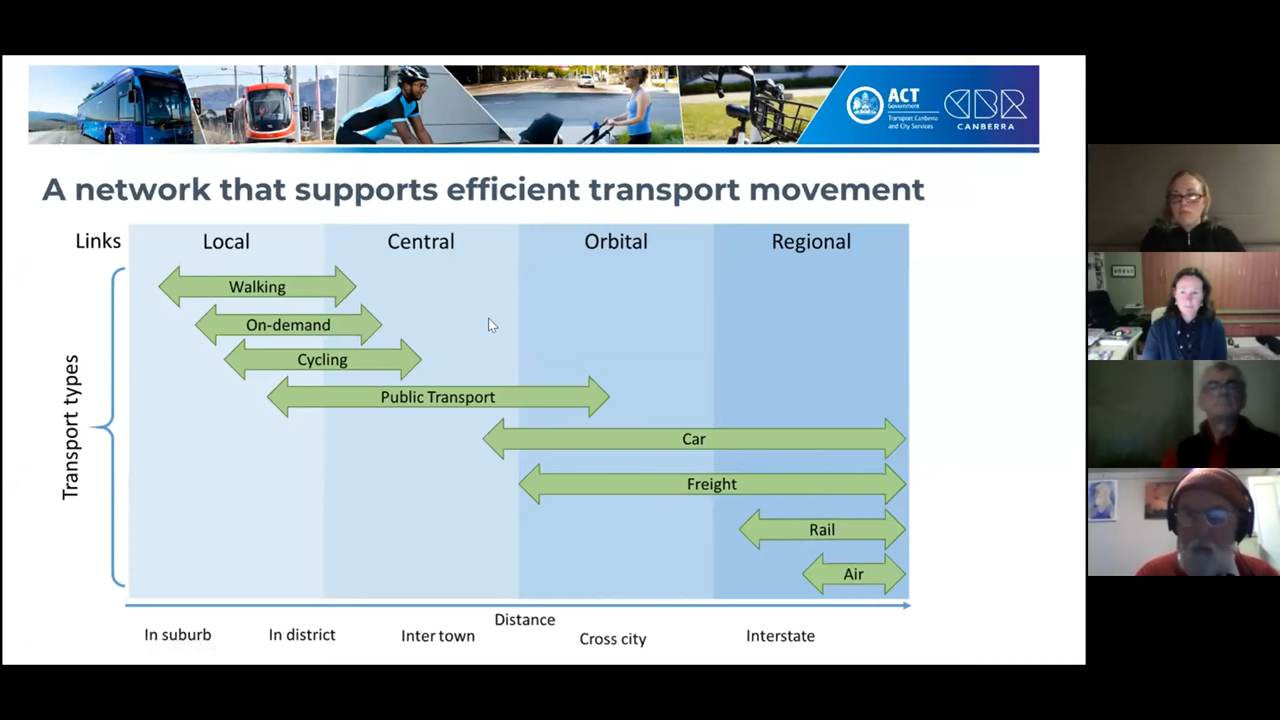 ACT
Government
Transport Canberra
and City Services
CBR
CANBERRA
A network that supports efficient transport movement
Links
Local
Central
Orbital
Regional
Transport types
Walking
On-demand
Cycling
Public Transport
Car
Freight
Rail
Air
Distance
In suburb
In district
Inter town
Cross city
Interstate